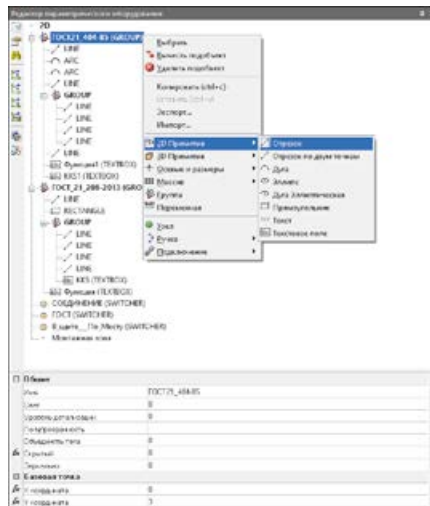 Редактор параметрического оборудования
2D
ГОСТ21_404-85 (GROUP)
LINE
ARC
ARC
LINE
GROUP
LINE
LINE
LINE
LINE
LINE
Функция1 (TEXTBOX)
KKS1 (TEXTBOX)
ГОСТ_21_208-2013 (GRO
LINE
RECTANGLE
GROUP
LINE
LINE
LINE
LINE
KKS (TEXTBOX)
Функция (TEXTBOX)
СОЕДИНЕНИЕ (SWITCHER)
ГОСТ (SWITCHER)
В_щите__По_Месту (SWITCHER)
Монтажная зона
Выбрать
Вынести подобъект
Удалить подобъект
Копировать (ctrl+c)
Вставить (ctrl+v)
Экспорт...
Импорт...
2D Примитив
3D Примитив
Осевые и размеры
Массив
Группа
Переменная
Узел
Ручка
Подключение
Отрезок
Отрезок по двум точкам
Дуга
Эллипс
Дуга эллиптическая
Прямоугольник
Текст
Текстовое поле
Общие
Имя ГОСТ21_404-85
Цвет 0
Уровень детализации 0
Полупрозрачность
Объединять тела 0
Скрытый 0
Зеркально 0
Базовая точка
X координата 0
Y координата 3